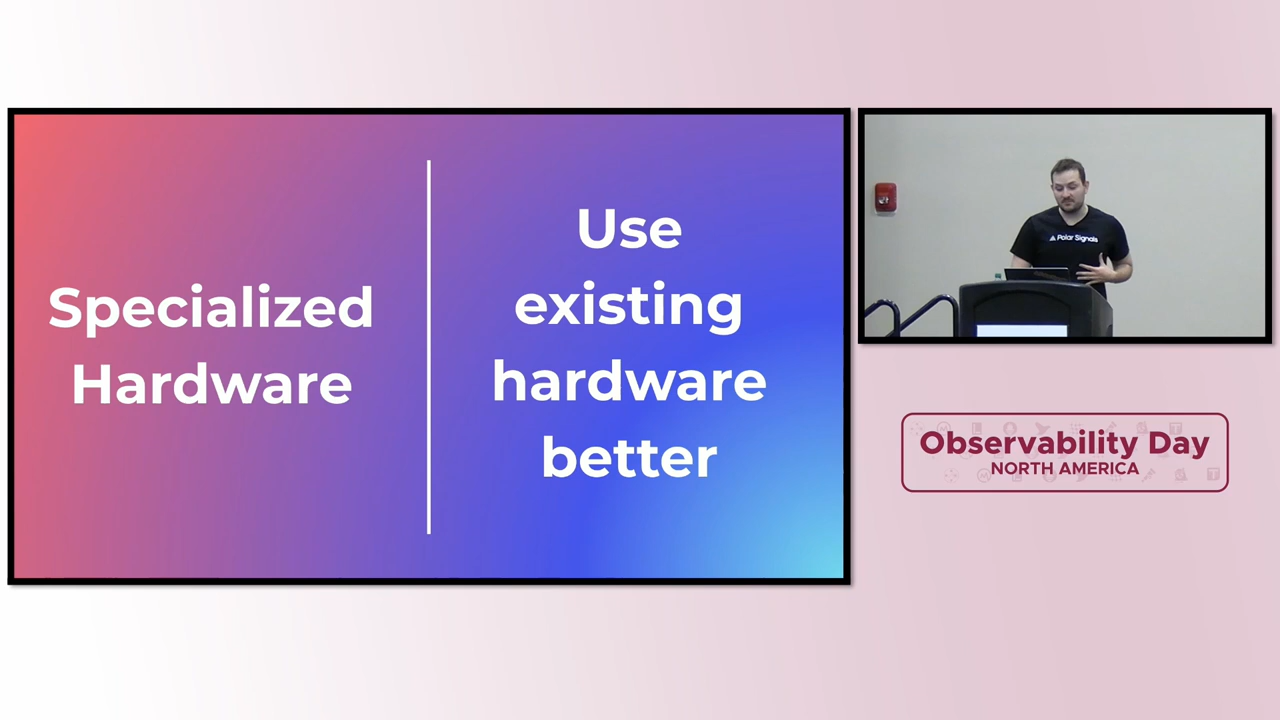 Specialized
Hardware
Use
existing
hardware
better
Polar Signals
Observability Day
NORTH AMERICA